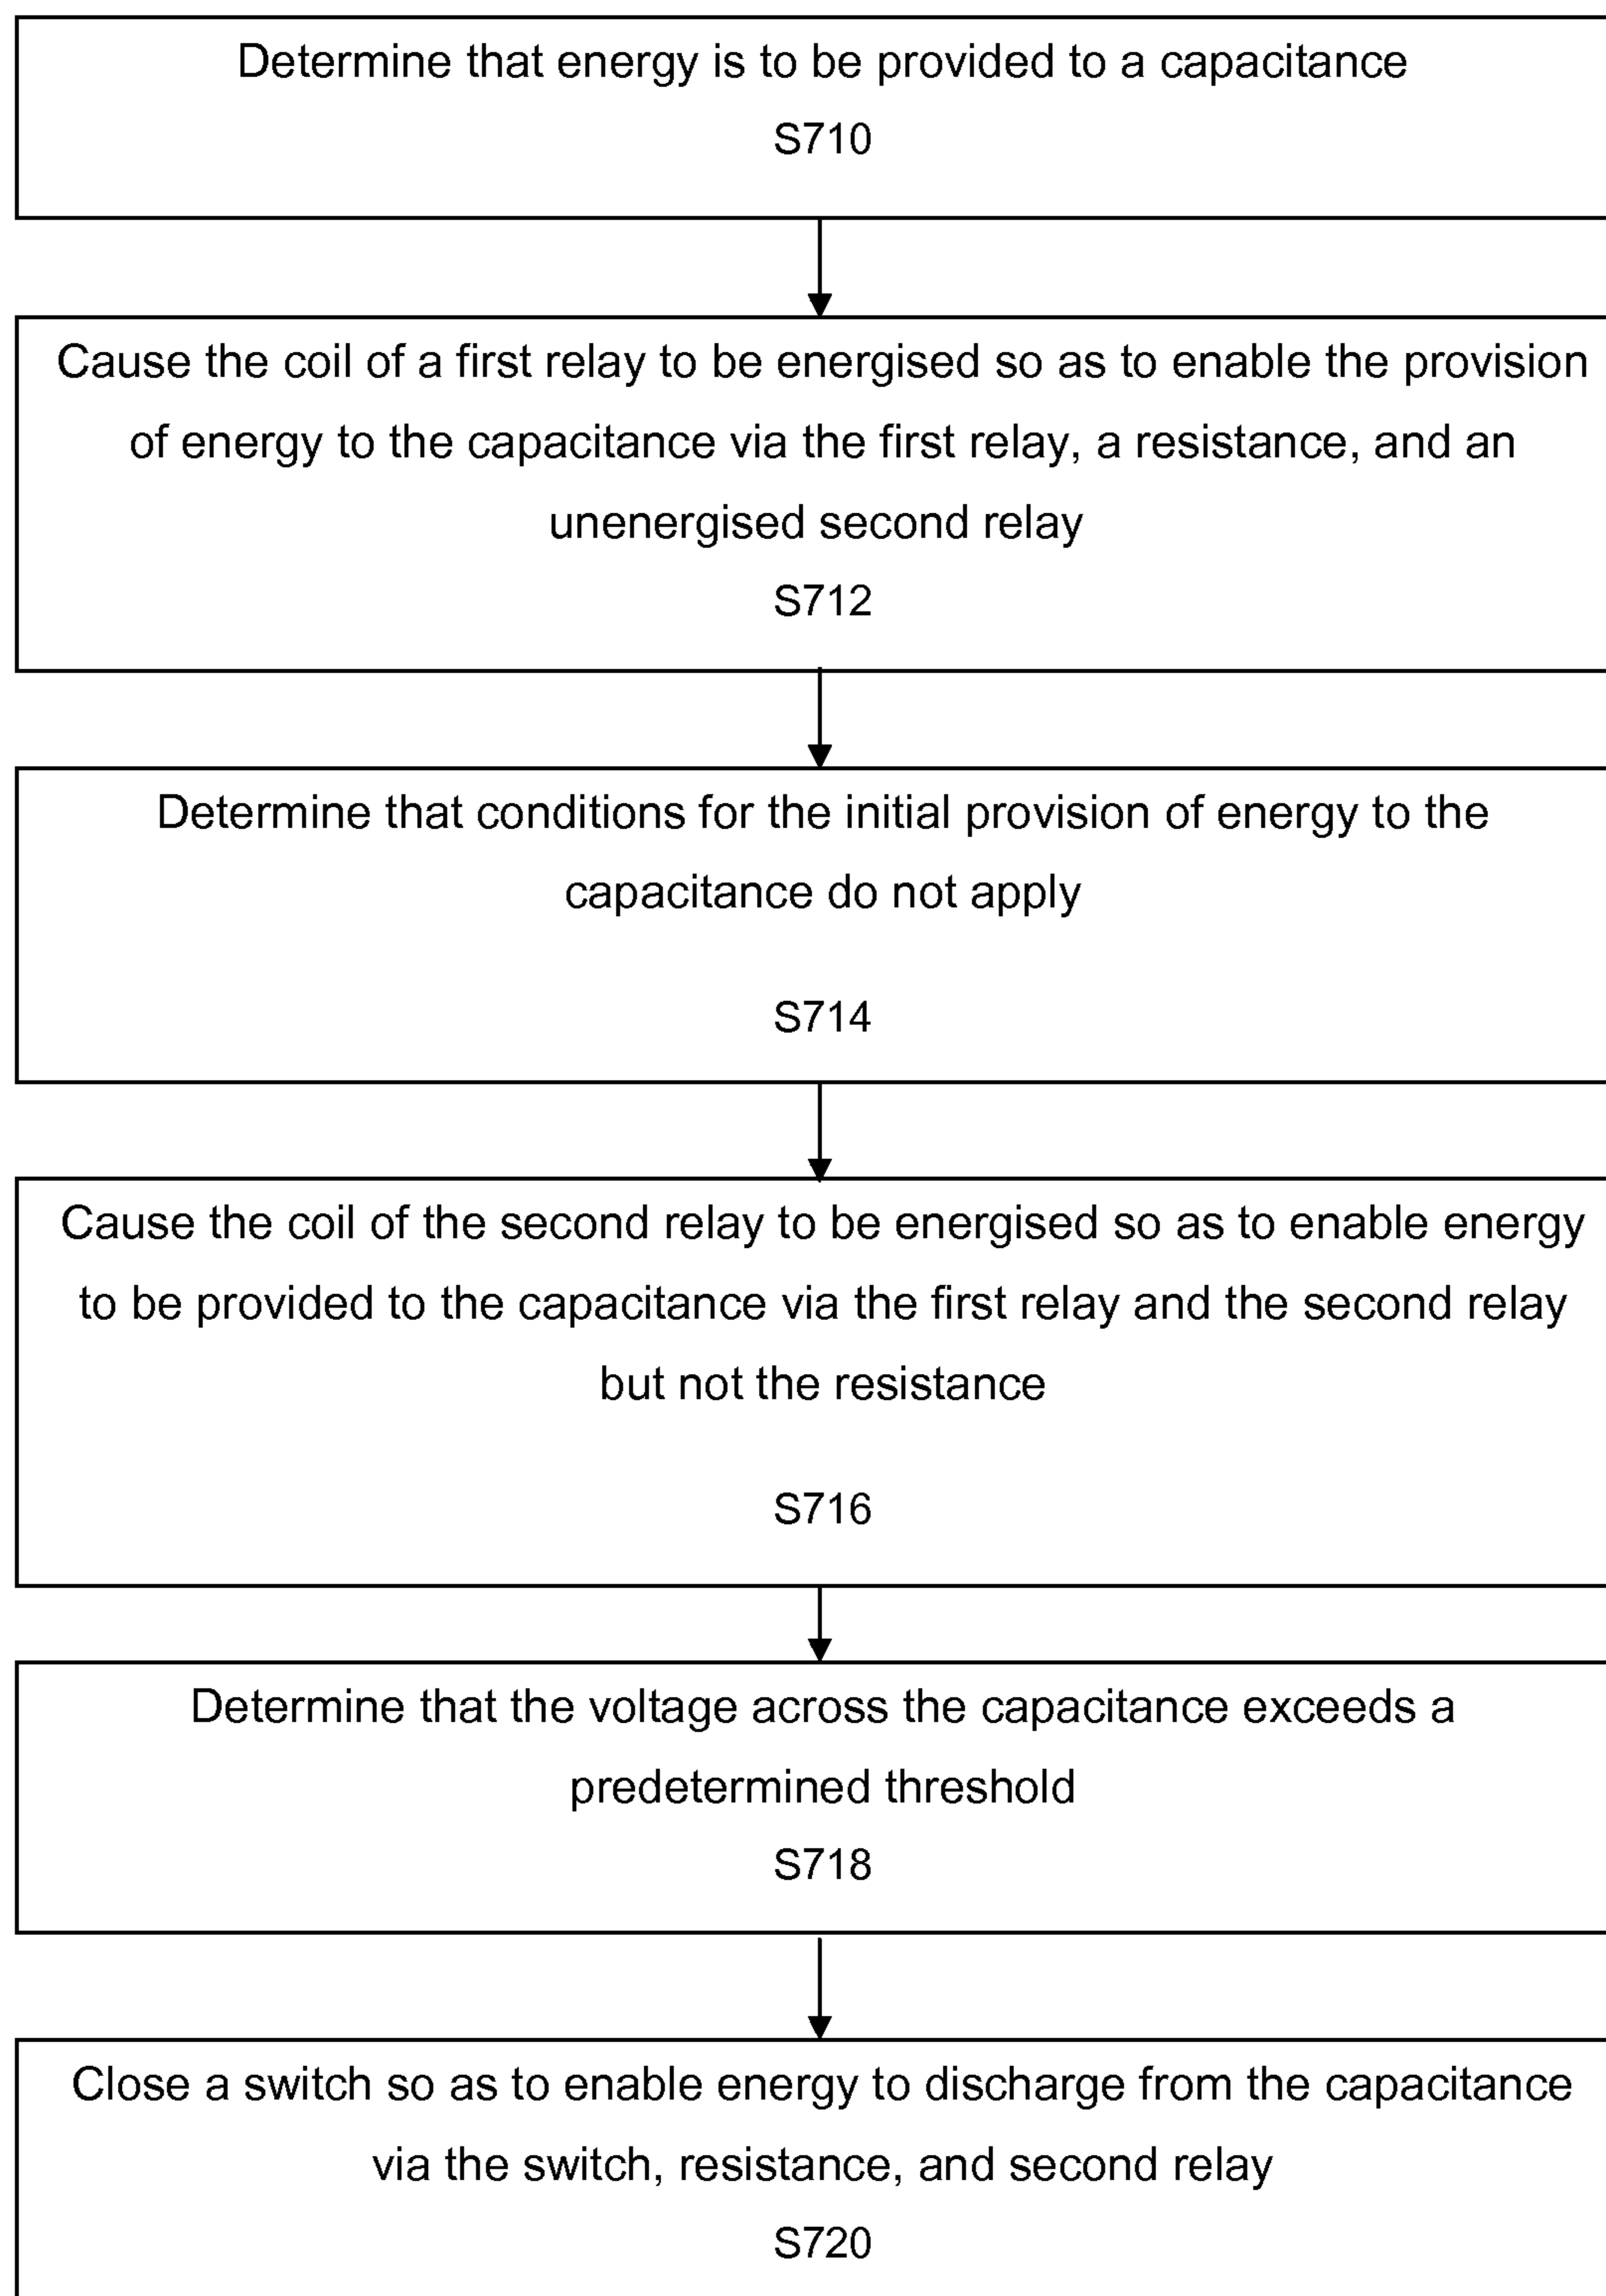 Determine that energy is to be provided to a capacitance
S710
Cause the coil of a first relay to be energised so as to enable the provision
of energy to the capacitance via the first relay, a resistance, and an
unenergised second relay
S712
Determine that conditions for the initial provision of energy to the
capacitance do not apply
S714
Cause the coil of the second relay to be energised so as to enable energy
to be provided to the capacitance via the first relay and the second relay
but not the resistance
S716
Determine that the voltage across the capacitance exceeds a
predetermined threshold
S718
Close a switch so as to enable energy to discharge from the capacitance
via the switch, resistance, and second relay
S720